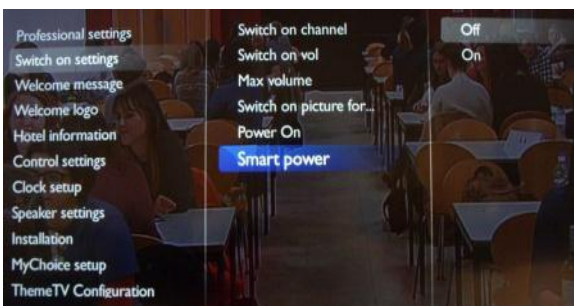 Professional settings
Switch on settings
Welcome message
Welcome logo
Hotel information
Control settings
Clock setup
Speaker settings
Installation
MyChoice setup
ThemeTV Configuration
Switch on channel
Switch on vol
Max volume
Switch on picture for...
Power On
Smart power
Off
On